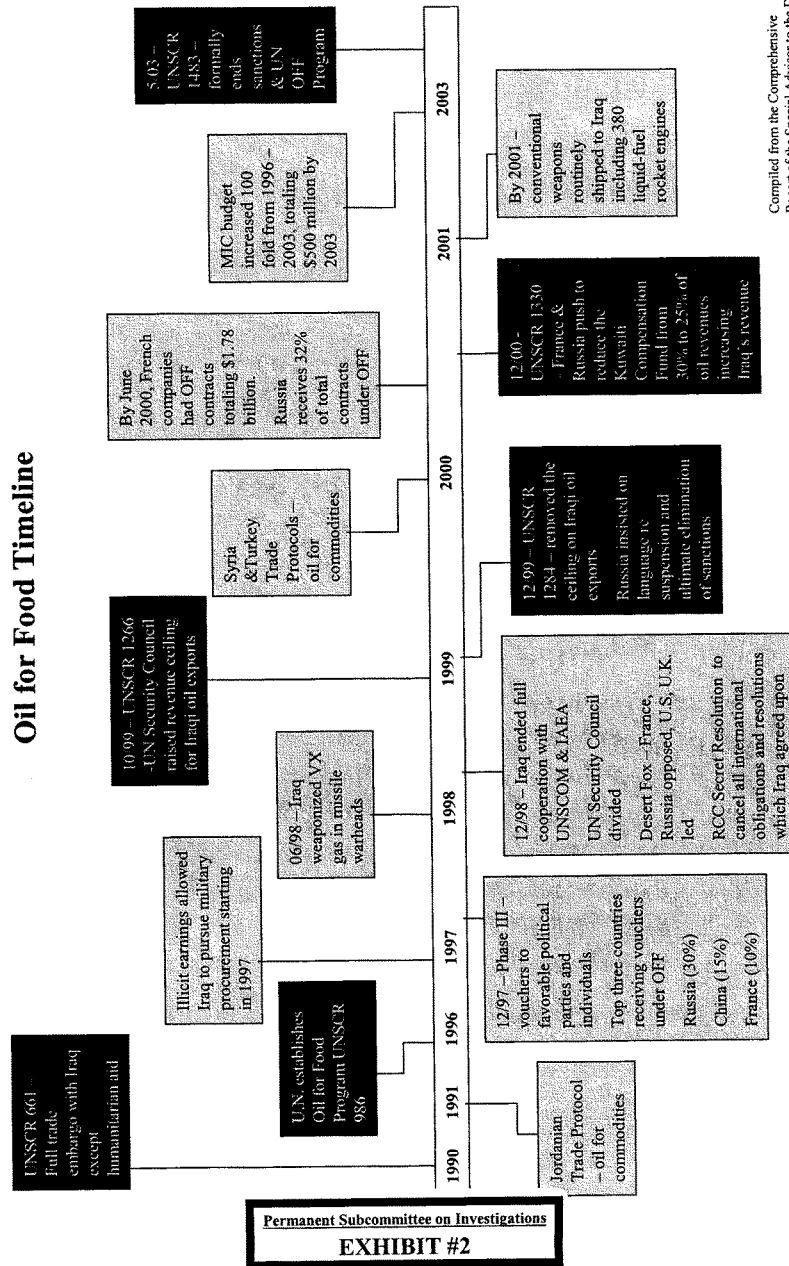 Oil for Food Timeline
UNSCR 661 –
Full trade
embargo with Iraq
except
humanitarian aid
U.N. establishes
Oil for Food
Program UNSCR
986
Illicit earnings allowed
Iraq to pursue military
procurement starting
in 1997
06/98 – Iraq
weaponized VX
gas in missile
warheads
10/99 – UNSCR 1266
-UN Security Council
raised revenue ceiling
for Iraqi oil exports
Syria
&Turkey
Trade
Protocols –
oil for
commodities
By June
2000, French
companies
had OFF
contracts
totaling $1.78
billion.
Russia
receives 32%
of total
contracts
under OFF
MIC budget
increased 100
fold from 1996 –
2003, totaling
$500 million by
2003
5/03 –
UNSCR
1483 –
formally
ends
sanctions
& UN
OFF
Program
1990
1991
1996
1997
1998
1999
2000
2001
2003
Jordanian
Trade Protocol
– oil for
commodities
12/97 – Phase III –
vouchers to
favorable political
parties and
individuals
Top three countries
receiving vouchers
under OFF
Russia (30%)
China (15%)
France (10%)
12/98 – Iraq ended full
cooperation with
UNSCOM & IAEA
UN Security Council
divided
Desert Fox – France,
Russia opposed, U.S, U.K.
led
RCC Secret Resolution to
cancel all international
obligations and resolutions
which Iraq agreed upon
12/99 – UNSCR
1284 – removed the
ceiling on Iraqi oil
exports
Russia insisted on
language re
suspension and
ultimate elimination
of sanctions
12/00 -
UNSCR 1330
- France &
Russia push to
reduce the
Kuwaiti
Compensation
Fund from
30% to 25% of
oil revenues
increasing
Iraq's revenue
By 2001 –
conventional
weapons
routinely
shipped to Iraq
including 380
liquid-fuel
rocket engines
Compiled from the Comprehensive
Report of the Special Advisor to the
Permanent Subcommittee on Investigations
EXHIBIT #2